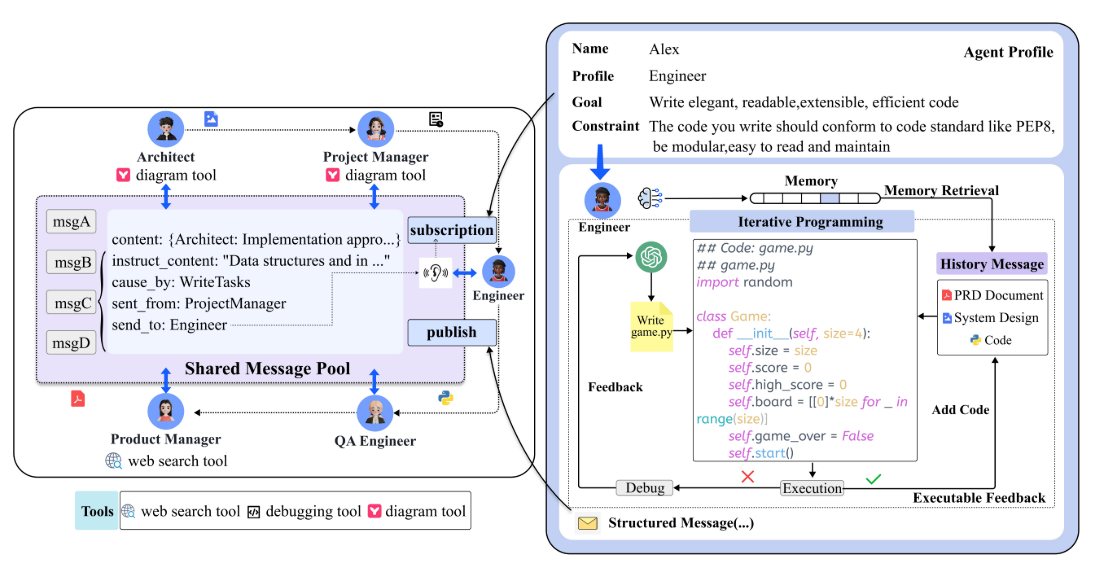 Architect
diagram tool
Project Manager
diagram tool
msgA
msgB
msgC
msgD
content: {Architect: Implementation appro...}
instruct_content: "Data structures and in ..."
cause_by: WriteTasks
sent_from: ProjectManager
send_to: Engineer
Shared Message Pool
subscription
Engineer
publish
Product Manager
web search tool
QA Engineer
Tools
web search tool
debugging tool
diagram tool
Agent Profile
Name Alex
Profile Engineer
Goal Write elegant, readable,extensible, efficient code
Constraint The code you write should conform to code standard like PEP8,
be modular,easy to read and maintain
Engineer
Memory
Memory Retrieval
Iterative Programming
Write
game.py
## Code: game.py
## game.py
import random
class Game:
def __init__(self, size=4):
self.size = size
self.score = 0
self.high_score = 0
self.board = [[0]*size for _ in
range(size)]
self.game_over = False
self.start()
History Message
PRD Document
System Design
Code
Feedback
Add Code
Debug
Execution
Executable Feedback
Structured Message(...)